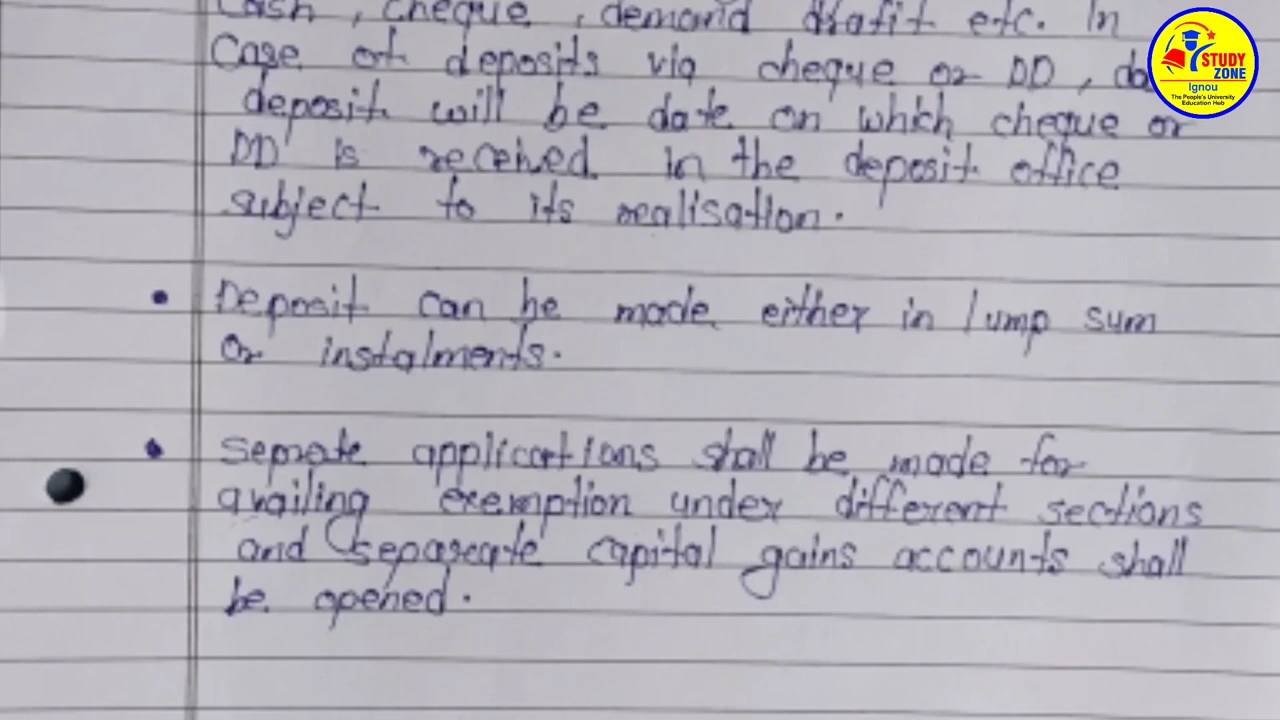 Cash, cheque, demand draft etc. In
STUDY
ZONE
Ignou
The People's University
Education Hub
Case of deposits via cheque or DD,
deposit will be date on which cheque or
DD is received in the deposit office
subject to its realisation.
• Deposit can be made either in lump sum
or instalments.
• Seprate applications shall be made for
availing exemption under different sections
and separeate capital gains accounts shall
be opened.